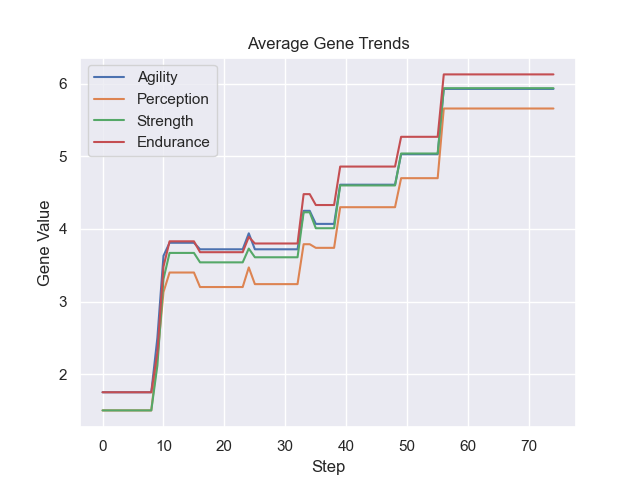 Average Gene Trends
Agility
Perception
Strength
Endurance
6
5
4
3
2
Gene Value
0 10 20 30 40 50 60 70
Step